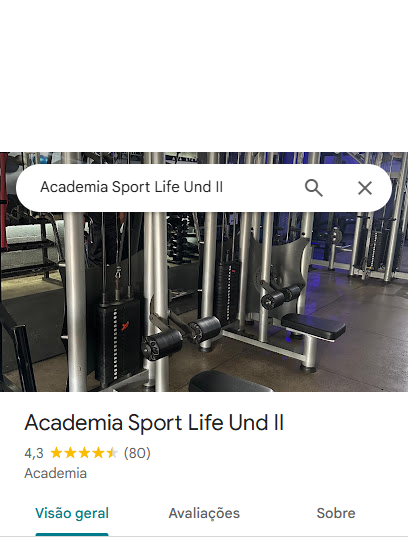 Academia Sport Life Und II
Academia Sport Life Und II
4,3 (80)
Academia
Visão geral Avaliações Sobre